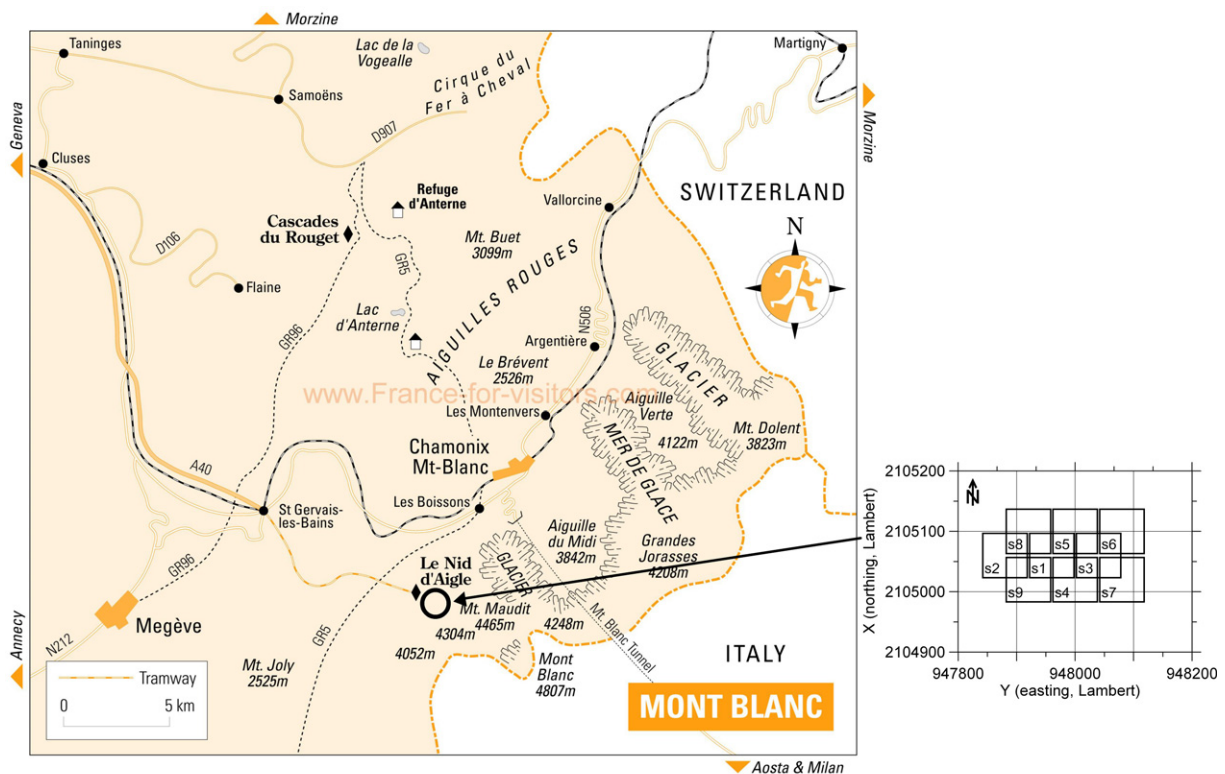 Morzine
Taninges
Lac de la
Vogealle
Martigny
Samoëns
Cirque du
Fer à Cheval
D907
Geneva
Morzine
Cluses
Refuge
d'Anterne
SWITZERLAND
Vallorcine
Cascades
du Rouget
N
D106
Mt. Buet
3099m
GR5
Flaine
AIGUILLES ROUGES
Lac
d'Anterne
N506
GR96
Argentière
GLACIER
Le Brévent
2526m
www.France-for-visitors.com
Aiguille
Verte
4122m
Les Montenvers
Mt. Dolent
3823m
MER DE GLACE
Chamonix
Mt-Blanc
A40
Les Boissons
St Gervais-
les-Bains
Aiguille
du Midi
3842m
Grandes
Jorasses
4208m
Le Nid
d'Aigle
GLACIER
GR96
Mt. Maudit
4465m
4304m
4248m
Mt. Blanc Tunnel
Megève
GR5
4052m
Annecy
N212
Mt. Joly
2525m
Mont
Blanc
4807m
ITALY
Tramway
0 5 km
MONT BLANC
Aosta & Milan
X (northing, Lambert)
2105200
2105100
2105000
2104900
N
s8 s5 s6
s2 s1 s3
s9 s4 s7
947800 948000 948200
Y (easting, Lambert)